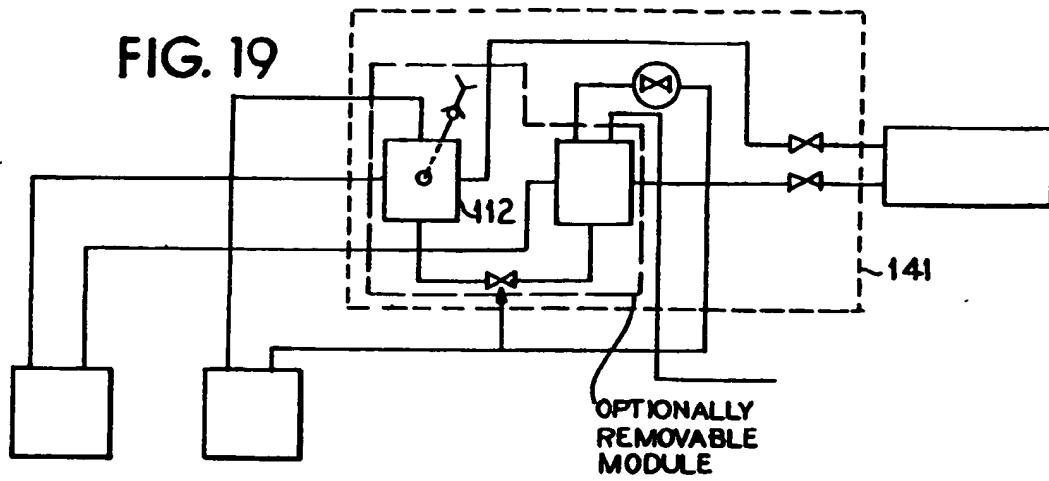 FIG. 19
112
141
OPTIONALLY
REMOVABLE
MODULE